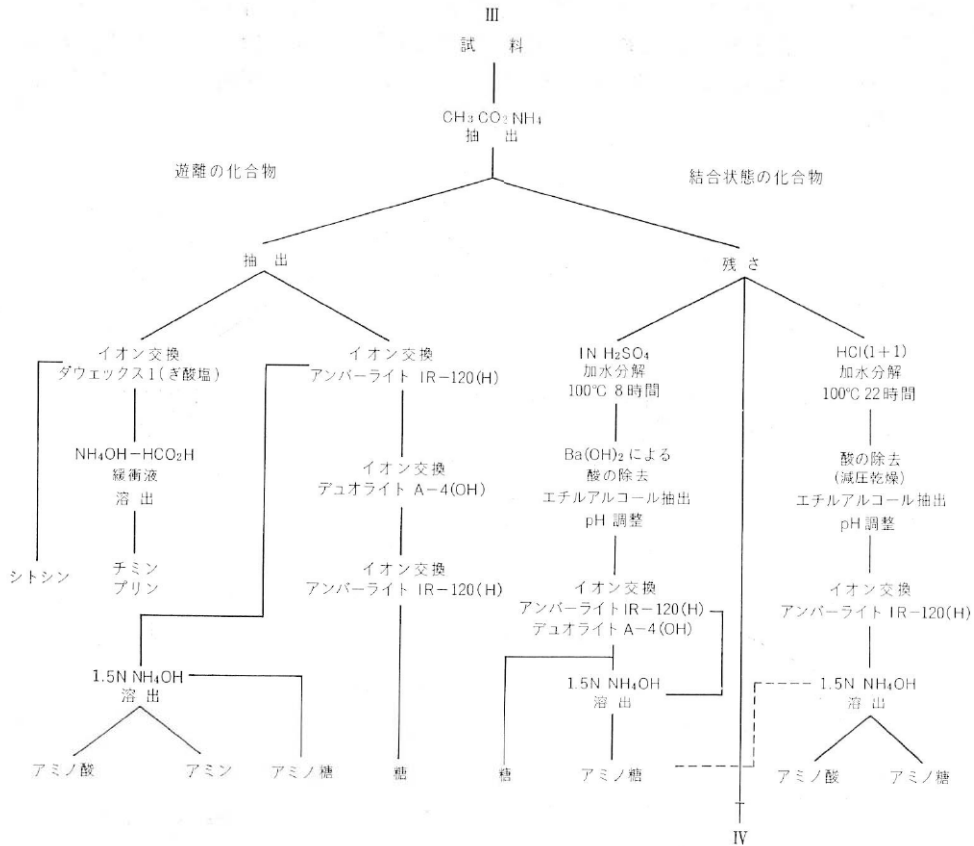 III
試 料
CH3 CO2 NH4
抽 出
遊離の化合物
結合状態の化合物
抽 出
残 さ
イオン交換
ダウェックス1(ぎ酸塩)
NH4OH-HCO2H
緩衝液
溶 出
シトシン
チミン
プリン
イオン交換
アンバーライト IR-120(H)
イオン交換
デュオライト A-4(OH)
イオン交換
アンバーライト IR-120(H)
1.5N NH4OH
溶 出
アミノ酸
アミン
アミノ糖
糖
1N H2SO4
加水分解
100℃ 8時間
Ba(OH)2による
酸の除去
エチルアルコール抽出
pH 調整
イオン交換
アンバーライトIR-120(H)
デュオライト A-4(OH)
1.5N NH4OH
溶 出
糖
アミノ糖
HCl(1+1)
加水分解
100℃ 22時間
酸の除去
(減圧乾燥)
エチルアルコール抽出
pH 調整
イオン交換
アンバーライト IR-120(H)
1.5N NH4OH
溶 出
アミノ酸
アミノ糖
IV